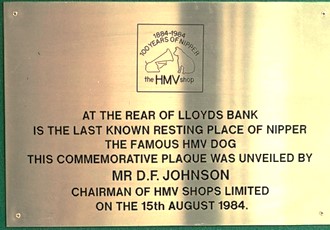 1884-1984
100 YEARS OF NIPPER
the HMV shop
AT THE REAR OF LLOYDS BANK
IS THE LAST KNOWN RESTING PLACE OF NIPPER
THE FAMOUS HMV DOG
THIS COMMEMORATIVE PLAQUE WAS UNVEILED BY
MR D.F. JOHNSON
CHAIRMAN OF HMV SHOPS LIMITED
ON THE 15th AUGUST 1984.